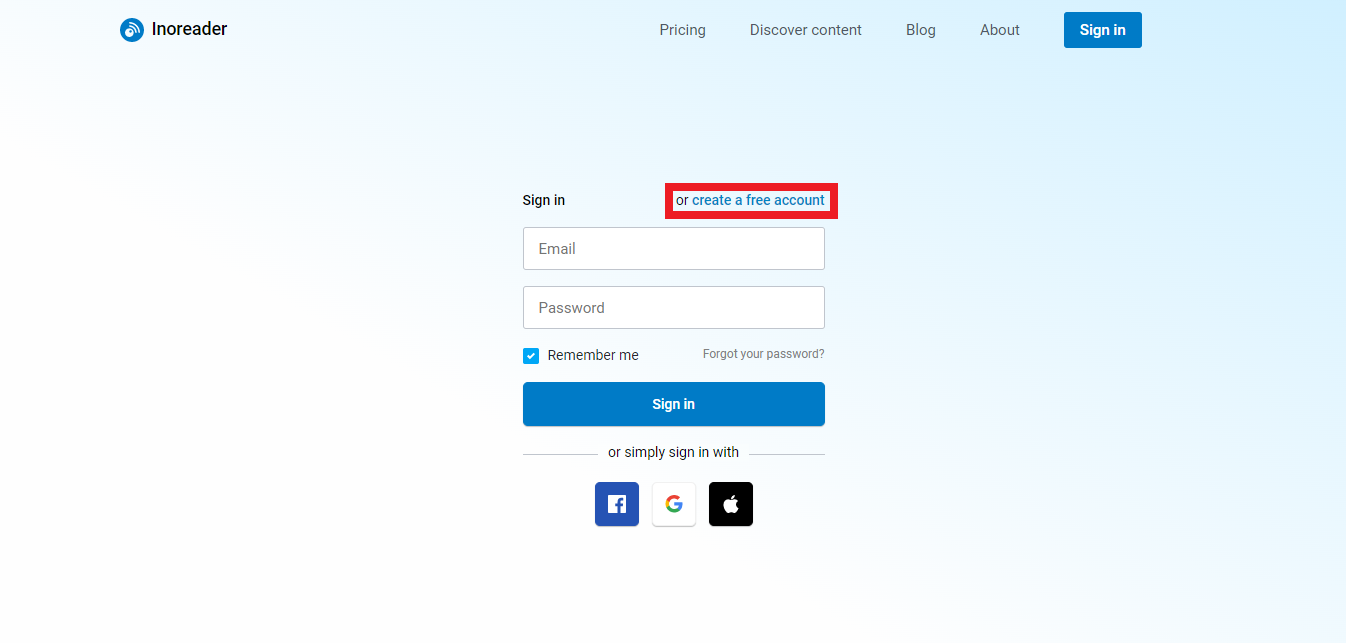 Inoreader
Pricing Discover content Blog About Sign in
Sign in or create a free account
Email
Password
Remember me Forgot your password?
Sign in
or simply sign in with